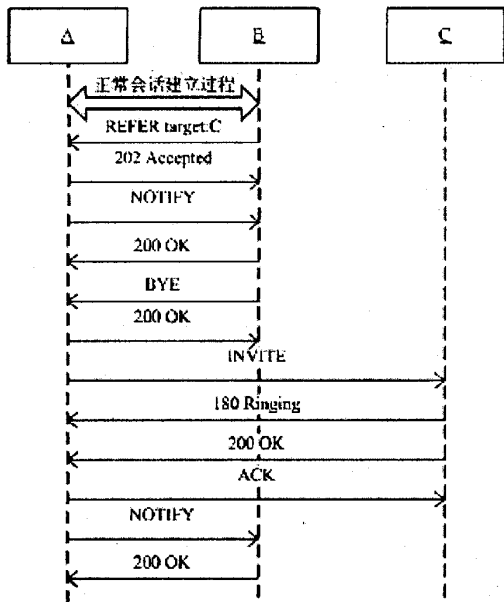 A B C
正常会话建立过程
REFER target:C
202 Accepted
NOTIFY
200 OK
BYE
200 OK
INVITE
180 Ringing
200 OK
ACK
NOTIFY
200 OK